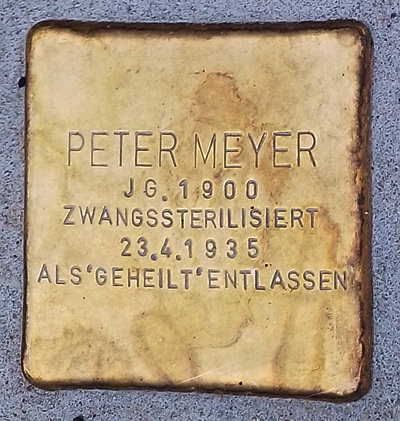 PETER MEYER
JG. 1900
ZWANGSSTERILISIERT
23.4.1935
ALS 'GEHEILT' ENTLASSEN